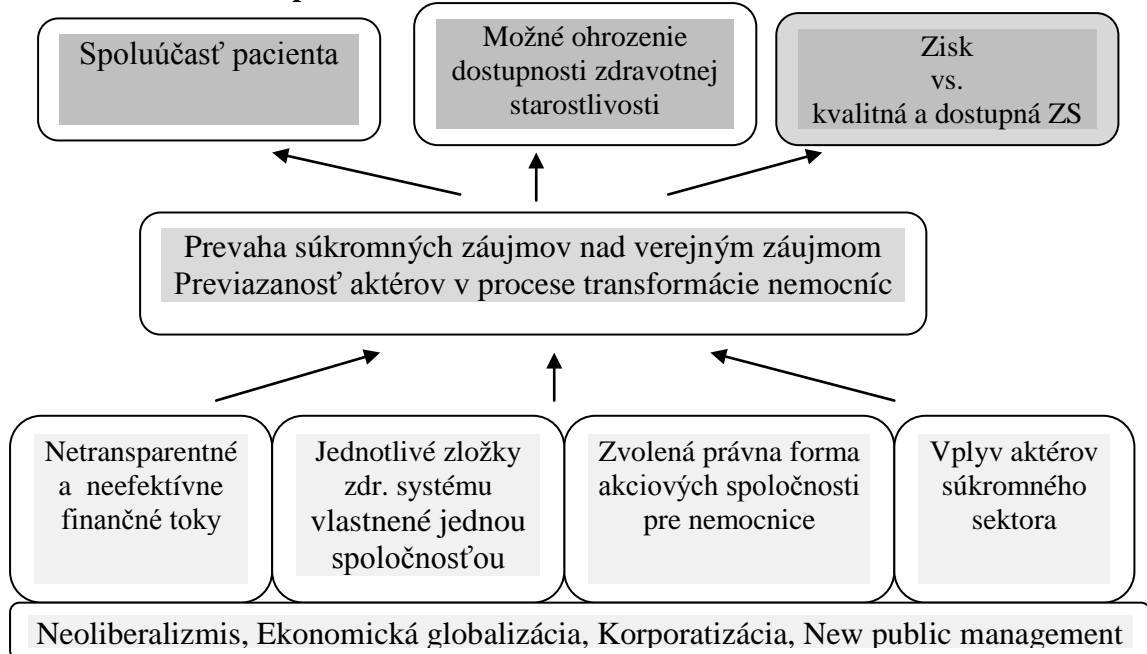 Spoluúčasť pacienta
Možné ohrozenie
dostupnosti zdravotnej
starostlivosti
Zisk
vs.
kvalitná a dostupná ZS
Prevaha súkromných záujmov nad verejným záujmom
Previazanosť aktérov v procese transformácie nemocníc
Netransparentné
a neefektívne
finančné toky
Jednotlivé zložky
zdr. systému
vlastnené jednou
spoločnosťou
Zvolená právna forma
akciových spoločnosti
pre nemocnice
Vplyv aktérov
súkromného
sektora
Neoliberalizmis, Ekonomická globalizácia, Korporatizácia, New public management